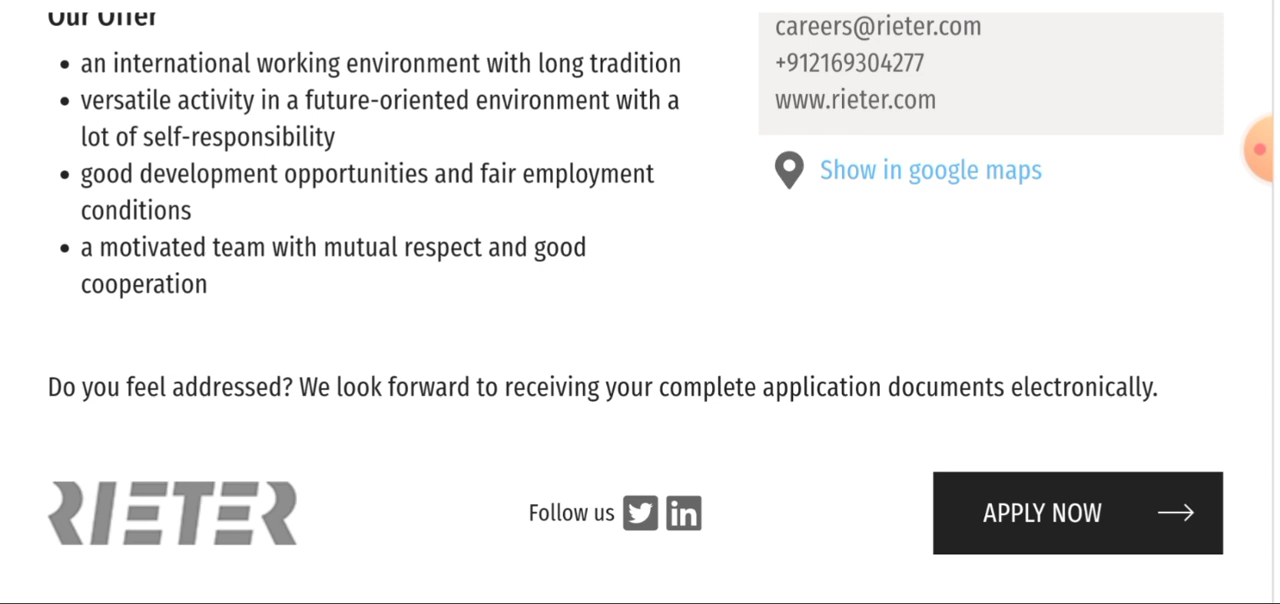 Our Offer
• an international working environment with long tradition
• versatile activity in a future-oriented environment with a
lot of self-responsibility
• good development opportunities and fair employment
conditions
• a motivated team with mutual respect and good
cooperation
careers@rieter.com
+912169304277
www.rieter.com
Show in google maps
Do you feel addressed? We look forward to receiving your complete application documents electronically.
RIETER
Follow us
in
APPLY NOW